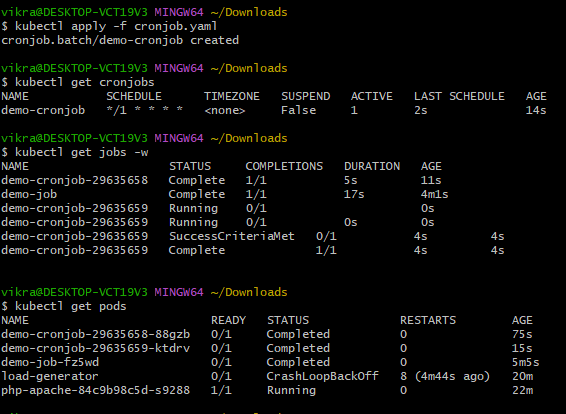 vikra@DESKTOP-VCT19V3 MINGW64 ~/Downloads
$ kubectl apply -f cronjob.yaml
cronjob.batch/demo-cronjob created
vikra@DESKTOP-VCT19V3 MINGW64 ~/Downloads
$ kubectl get cronjobs
NAME SCHEDULE TIMEZONE SUSPEND ACTIVE LAST SCHEDULE AGE
demo-cronjob */1 * * * * <none> False 1 2s 14s
vikra@DESKTOP-VCT19V3 MINGW64 ~/Downloads
$ kubectl get jobs -w
NAME STATUS COMPLETIONS DURATION AGE
demo-cronjob-29635658 Complete 1/1 5s 11s
demo-job Complete 1/1 17s 4m1s
demo-cronjob-29635659 Running 0/1 0s
demo-cronjob-29635659 Running 0/1 0s 0s
demo-cronjob-29635659 SuccessCriteriaMet 0/1 4s 4s
demo-cronjob-29635659 Complete 1/1 4s 4s
vikra@DESKTOP-VCT19V3 MINGW64 ~/Downloads
$ kubectl get pods
NAME READY STATUS RESTARTS AGE
demo-cronjob-29635658-88gzb 0/1 Completed 0 75s
demo-cronjob-29635659-ktdrv 0/1 Completed 0 15s
demo-job-fz5wd 0/1 Completed 0 5m5s
load-generator 0/1 CrashLoopBackOff 8 (4m44s ago) 20m
php-apache-84c9b98c5d-s9288 1/1 Running 0 22m